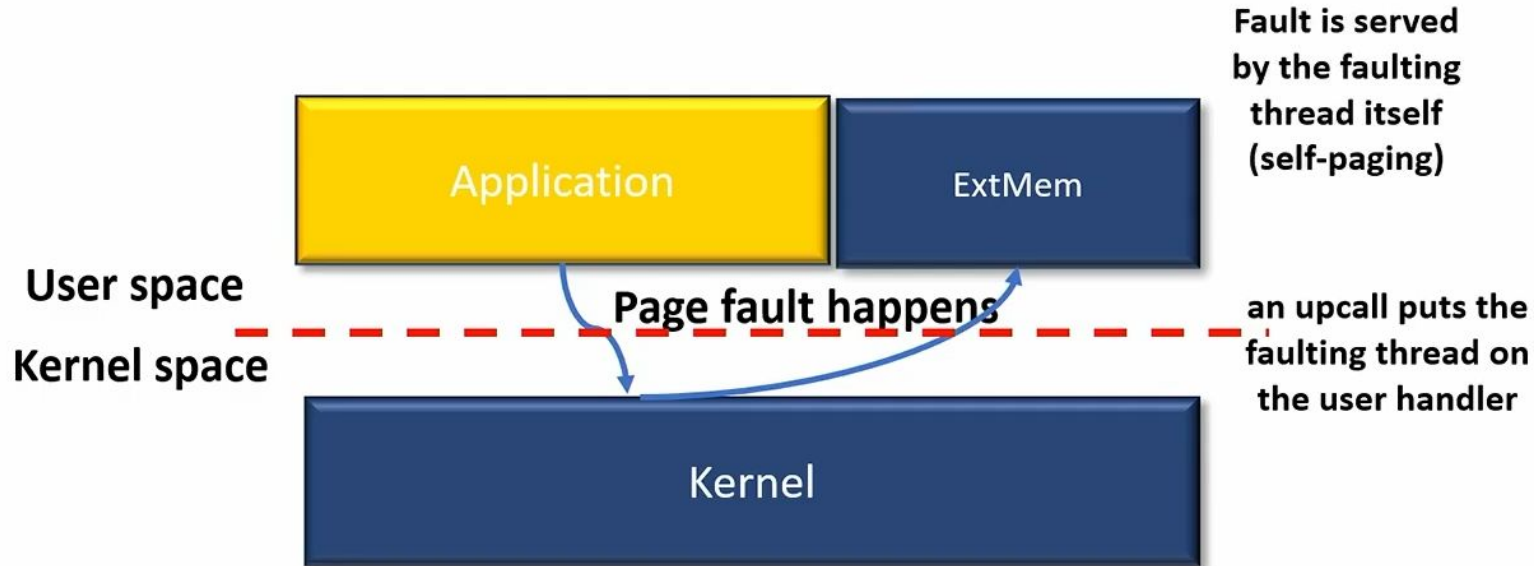 Fault is served
by the faulting
thread itself
(self-paging)
Application
ExtMem
User space
Page fault happens
an upcall puts the
faulting thread on
the user handler
Kernel space
Kernel